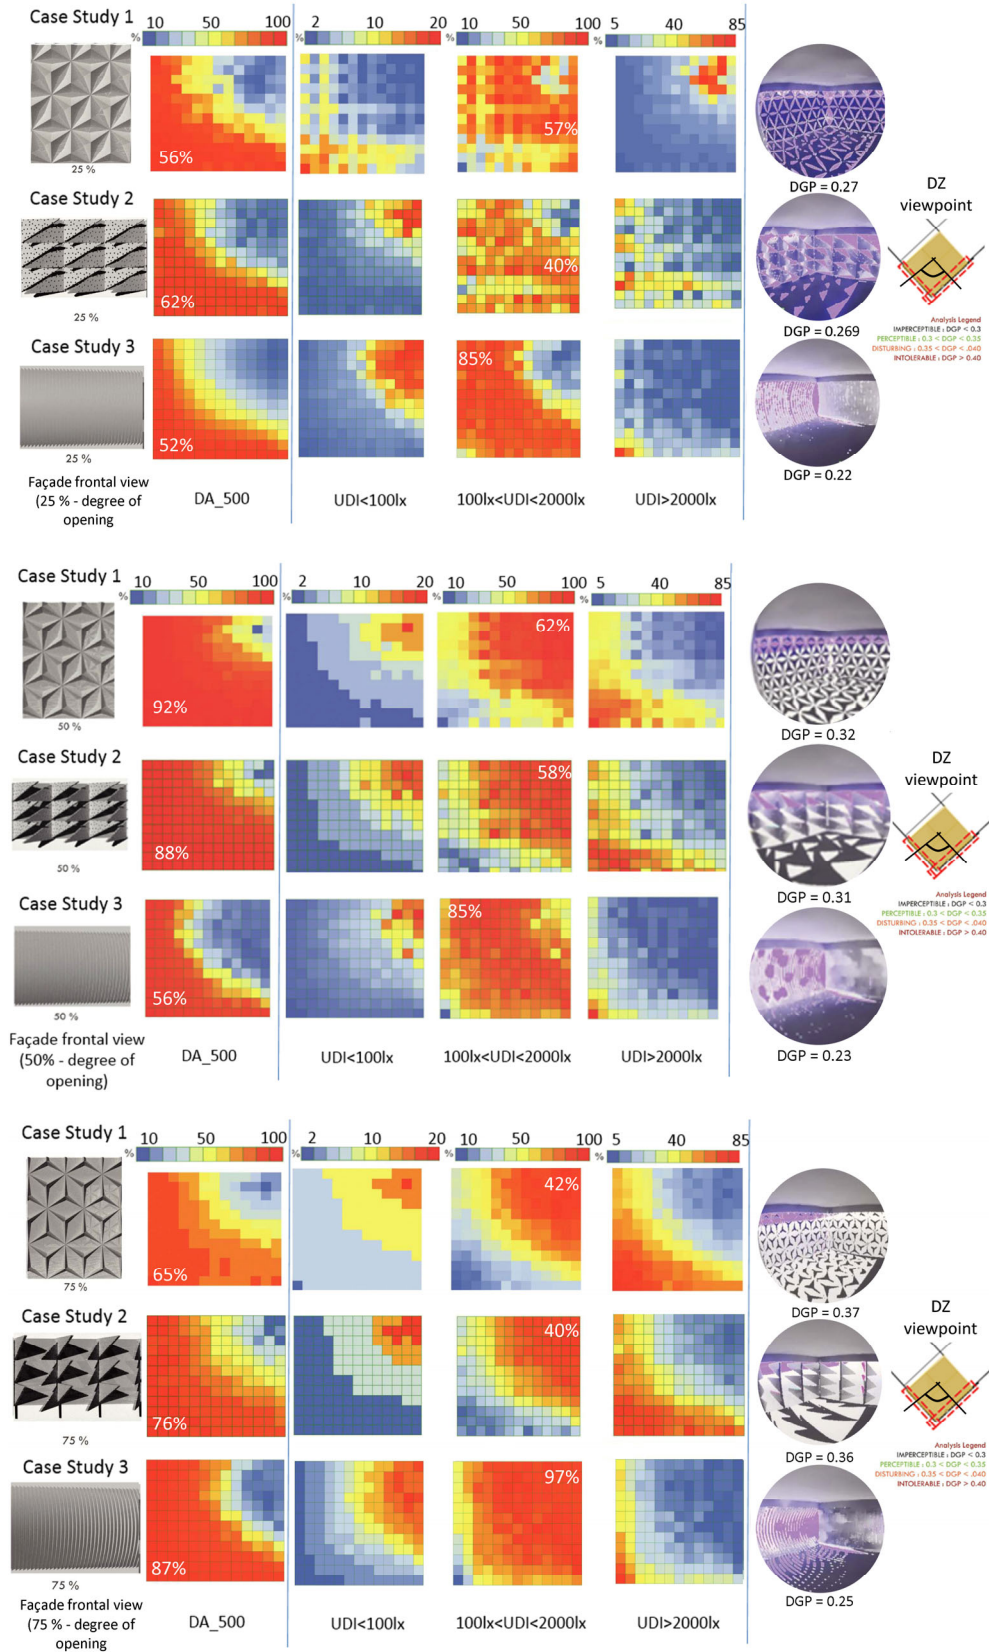 Case Study 1
10 50 100
2 10 20
10 50 100
5 40 85
%
%
%
%
56%
57%
25 %
DGP = 0.27
Case Study 2
DZ
viewpoint
62%
40%
25 %
DGP = 0.269
Analysis Legend
IMPERCEPTIBLE : DGP < 0.3
PERCEPTIBLE : 0.3 < DGP < 0.35
DISTURBING : 0.35 < DGP < .040
INTOLERABLE : DGP > 0.40
Case Study 3
85%
52%
25 %
DGP = 0.22
Façade frontal view
(25 % - degree of
opening
DA_500
UDI<100lx
100lx<UDI<2000lx
UDI>2000lx
Case Study 1
10 50 100
2 10 20
10 50 100
5 40 85
%
%
%
%
62%
92%
50 %
DGP = 0.32
Case Study 2
DZ
viewpoint
58%
88%
50 %
DGP = 0.31
Analysis Legend
IMPERCEPTIBLE : DGP < 0.3
PERCEPTIBLE : 0.3 < DGP < 0.35
DISTURBING : 0.35 < DGP < .040
INTOLERABLE : DGP > 0.40
Case Study 3
85%
56%
50 %
DGP = 0.23
Façade frontal view
(50% - degree of
opening)
DA_500
UDI<100lx
100lx<UDI<2000lx
UDI>2000lx
Case Study 1
10 50 100
2 10 20
10 50 100
5 40 85
%
%
%
%
42%
65%
75 %
DGP = 0.37
Case Study 2
DZ
viewpoint
40%
76%
75 %
DGP = 0.36
Analysis Legend
IMPERCEPTIBLE : DGP < 0.3
PERCEPTIBLE : 0.3 < DGP < 0.35
DISTURBING : 0.35 < DGP < .040
INTOLERABLE : DGP > 0.40
Case Study 3
97%
87%
75 %
DGP = 0.25
Façade frontal view
(75 % - degree of
opening
DA_500
UDI<100lx
100lx<UDI<2000lx
UDI>2000lx